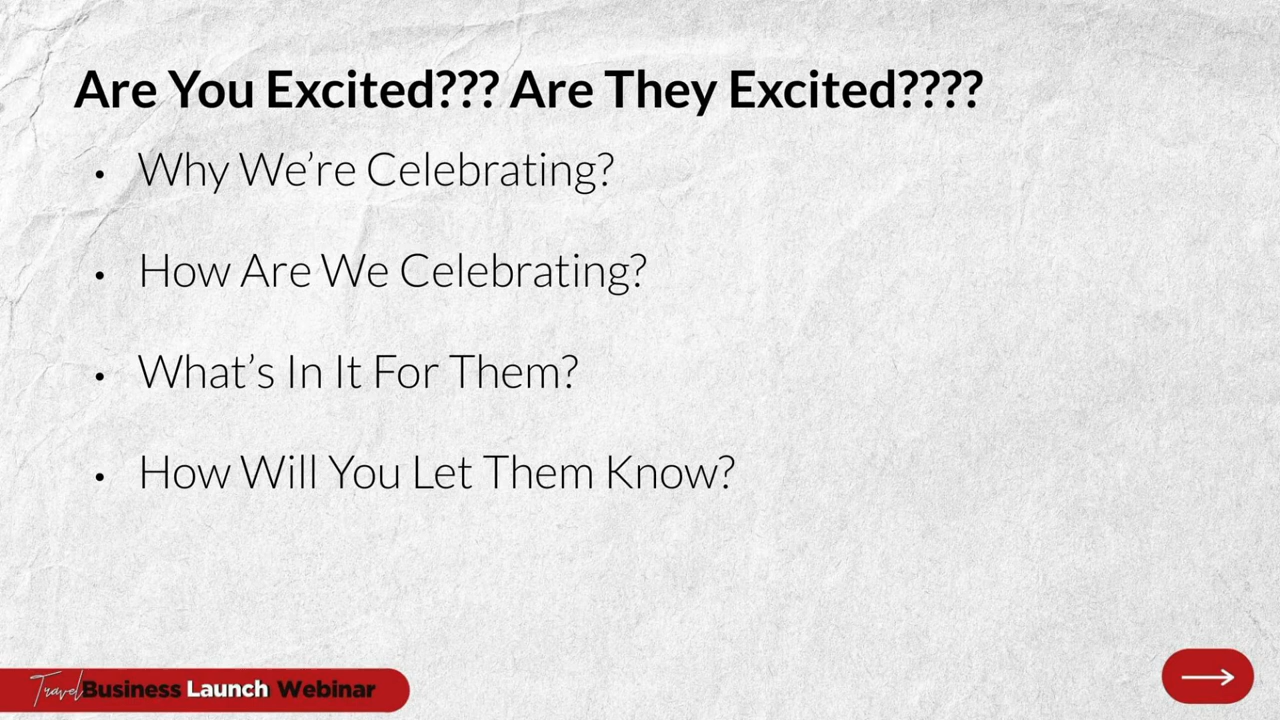 Are You Excited??? Are They Excited????
• Why We’re Celebrating?
• How Are We Celebrating?
• What’s In It For Them?
• How Will You Let Them Know?
Travel Business Launch Webinar